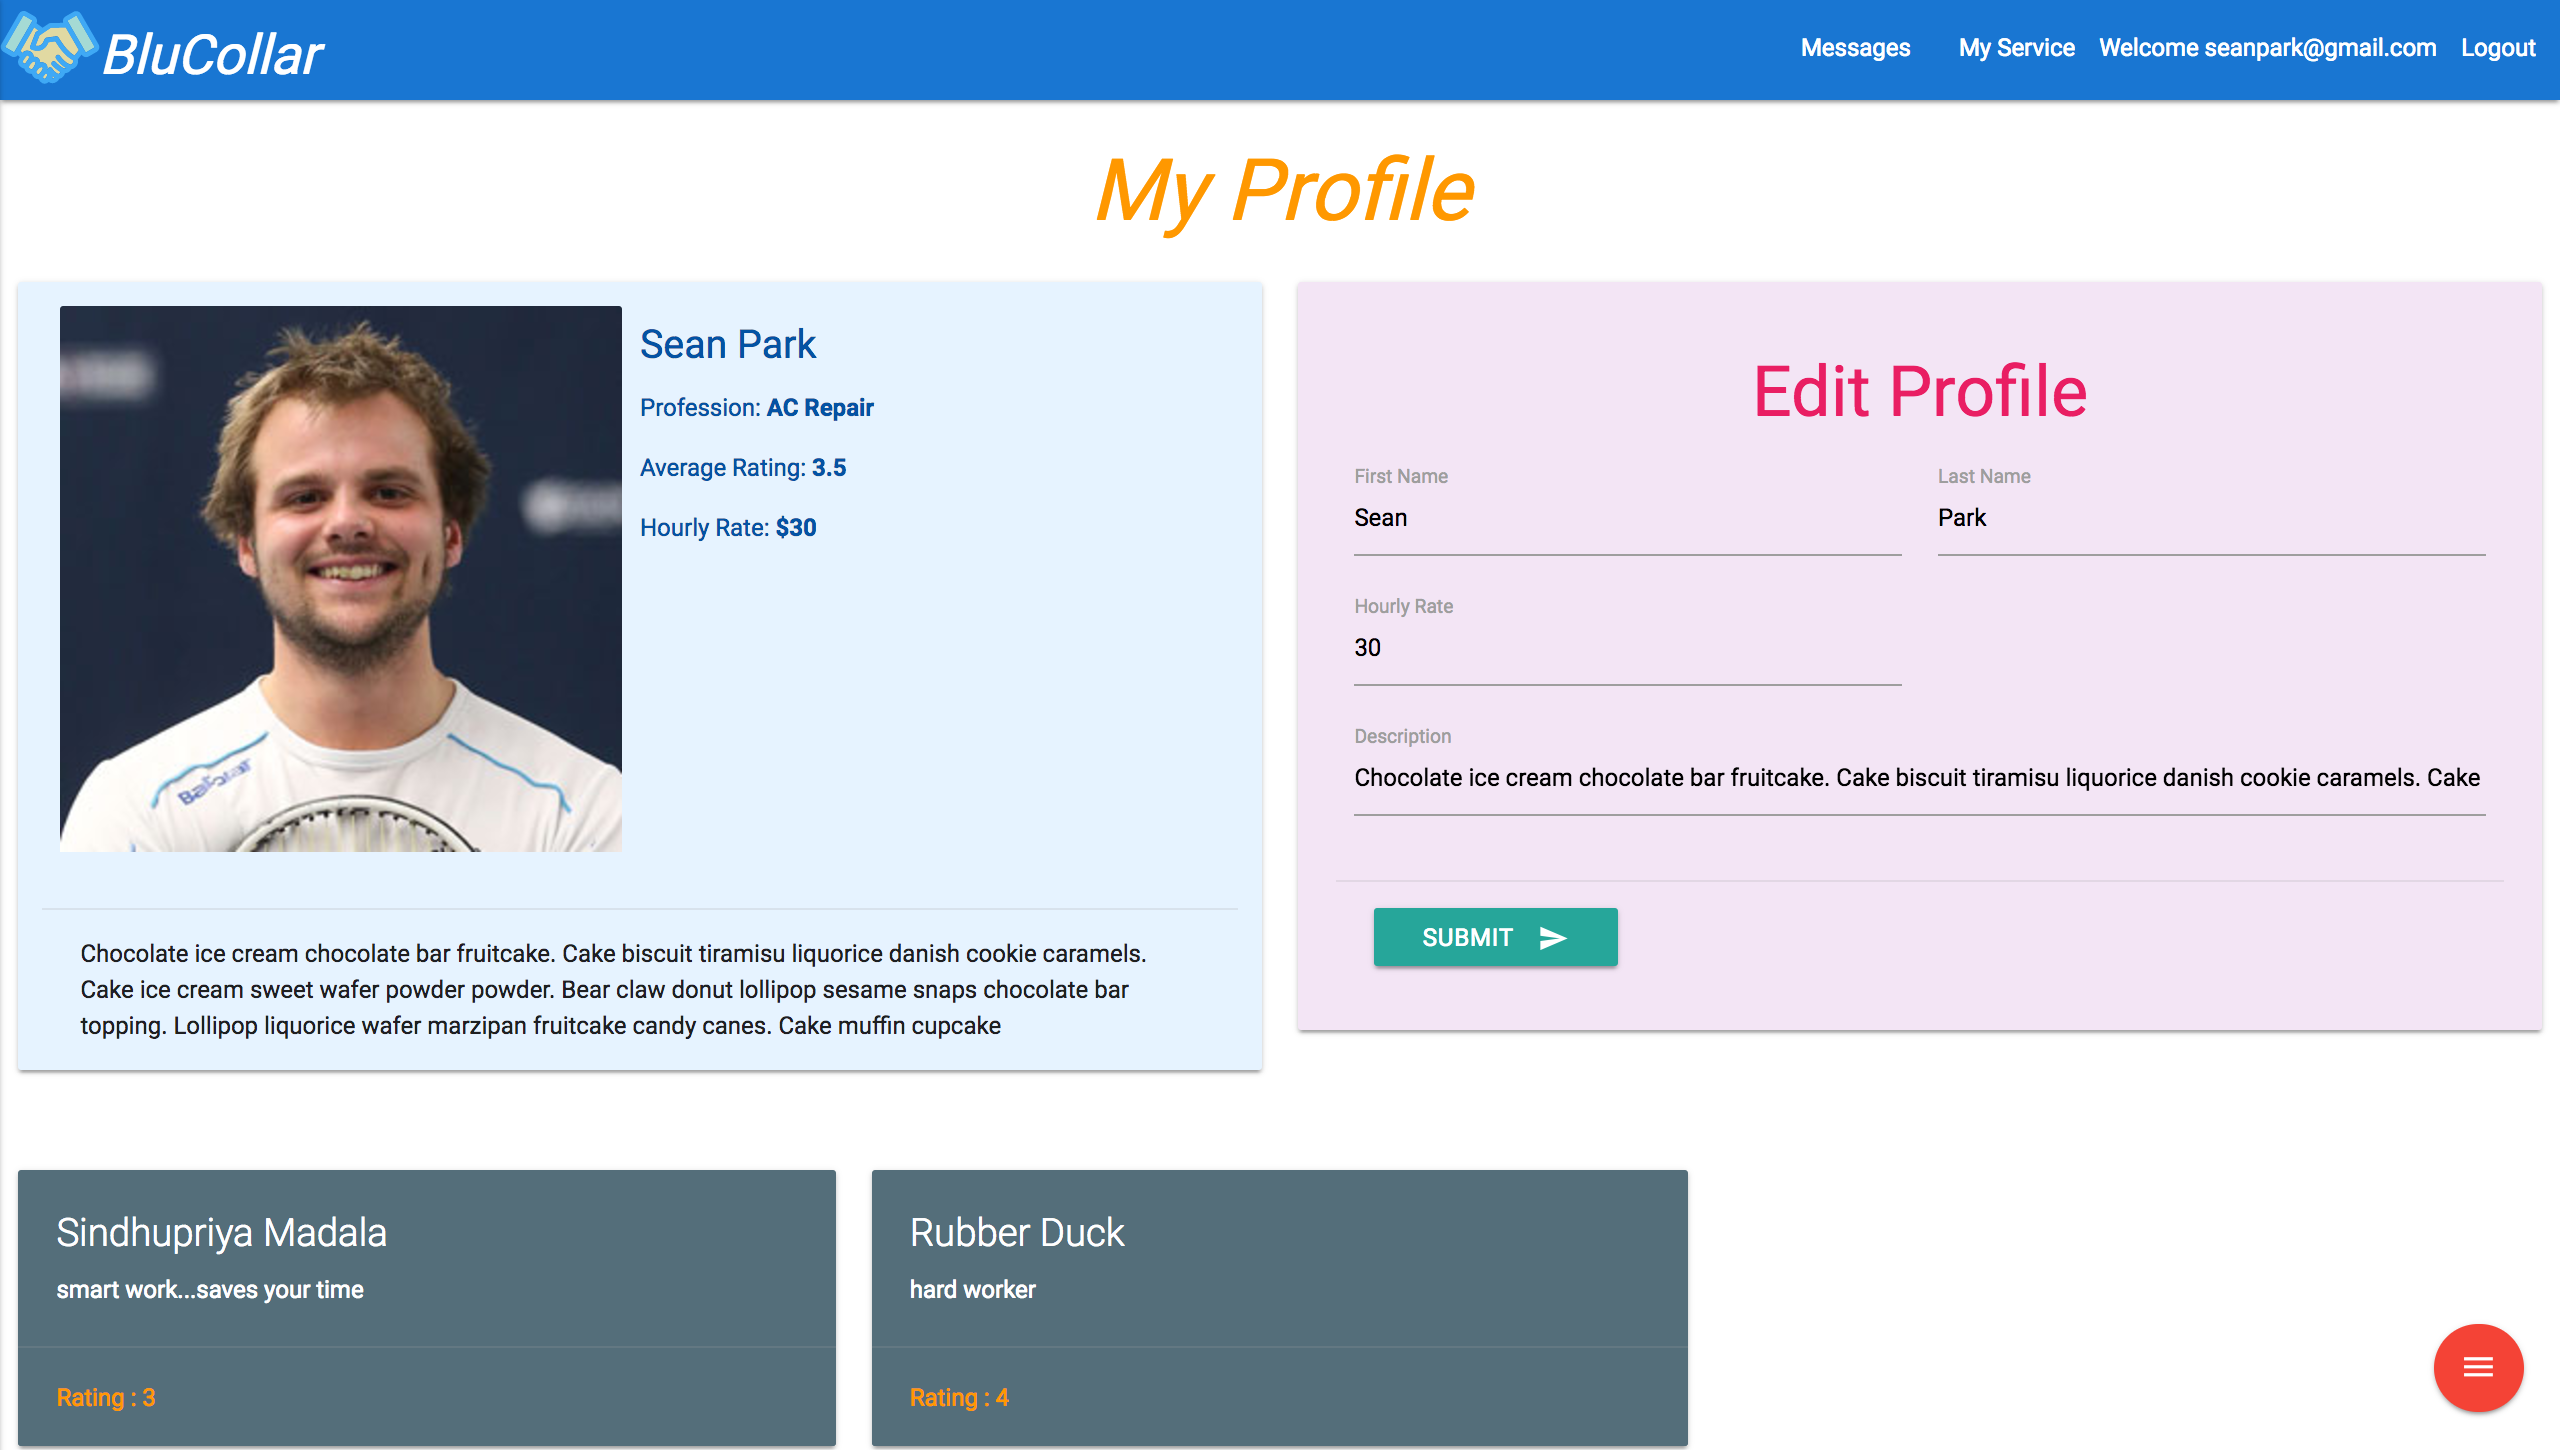 BluCollar
Messages My Service Welcome seanpark@gmail.com Logout
My Profile
Sean Park
Profession: AC Repair
Average Rating: 3.5
Hourly Rate: $30
Chocolate ice cream chocolate bar fruitcake. Cake biscuit tiramisu liquorice danish cookie caramels.
Cake ice cream sweet wafer powder powder. Bear claw donut lollipop sesame snaps chocolate bar
topping. Lollipop liquorice wafer marzipan fruitcake candy canes. Cake muffin cupcake
Edit Profile
First Name
Sean
Last Name
Park
Hourly Rate
30
Description
Chocolate ice cream chocolate bar fruitcake. Cake biscuit tiramisu liquorice danish cookie caramels. Cake
SUBMIT
Sindhupriya Madala
smart work...saves your time
Rating : 3
Rubber Duck
hard worker
Rating : 4